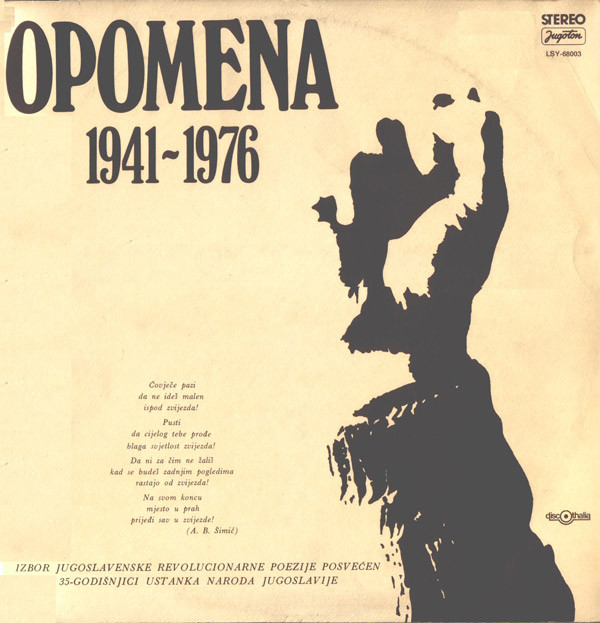 OPOMENA
1941~1976
STEREO
Jugoton
LSY-68003
Čovječe pazi
da ne ideš malen
ispod zvijezda!
Pusti
da cijelog tebe prođe
blaga svjetlost zvijezda!
Da ni za čim ne žališ
kad se budeš zadnjim pogledima
rastajo od zvijezda!
Na svom koncu
mjesto u prah
prijeđi sav u zvijezde!
(A. B. Šimić)
discothalia
IZBOR JUGOSLAVENSKE REVOLUCIONARNE POEZIJE POSVEĆEN
35-GODIŠNJICI USTANKA NARODA JUGOSLAVIJE